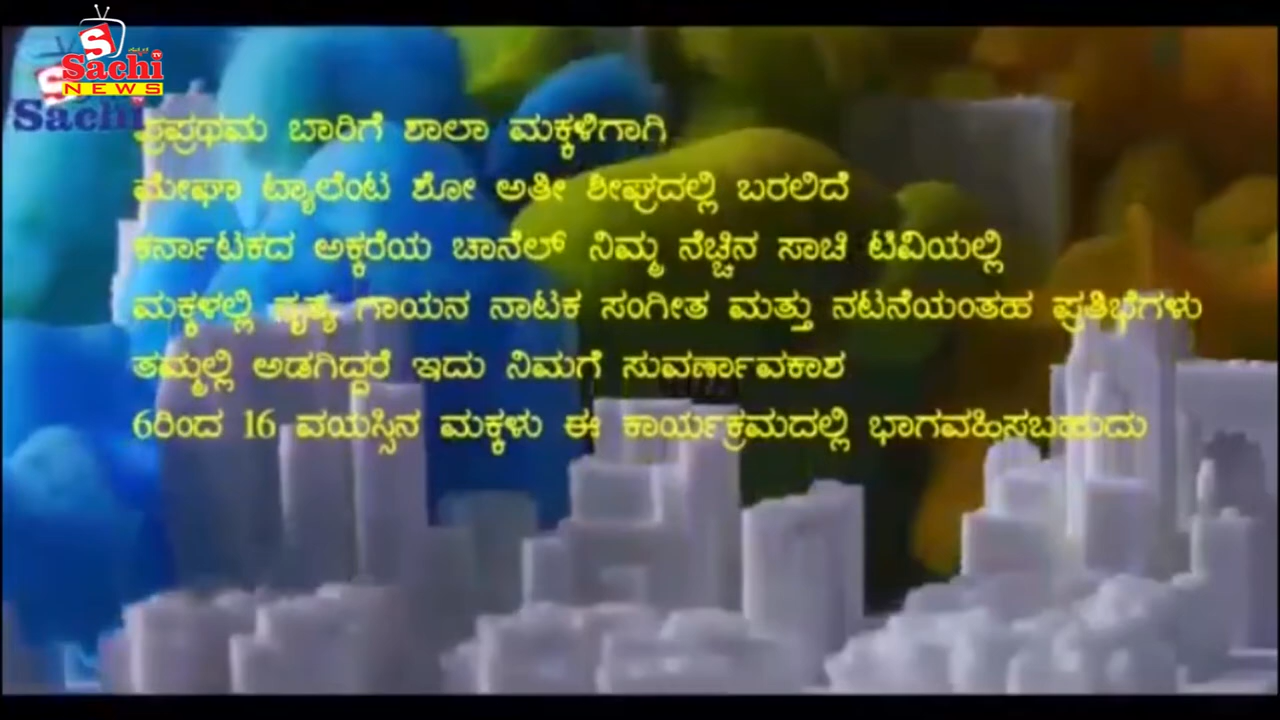 Sachi TV
NEWS
Sachi
ಪ್ರಪ್ರಥಮ ಬಾರಿಗೆ ಶಾಲಾ ಮಕ್ಕಳಿಗಾಗಿ
ಮೇಘಾ ಟ್ಯಾಲೆಂಟ ಶೋ ಅತೀ ಶೀಘ್ರದಲ್ಲಿ ಬರಲಿದೆ
ಕರ್ನಾಟಕದ ಅಕ್ಕರೆಯ ಚಾನೆಲ್ ನಿಮ್ಮ ನೆಚ್ಚಿನ ಸಾಚಿ ಟಿವಿಯಲ್ಲಿ
ಮಕ್ಕಳಲ್ಲಿ ನೃತ್ಯ ಗಾಯನ ನಾಟಕ ಸಂಗೀತ ಮತ್ತು ನಟನೆಯಂತಹ ಪ್ರತಿಭೆಗಳು
ತಮ್ಮಲ್ಲಿ ಅಡಗಿದ್ದರೆ ಇದು ನಿಮಗೆ ಸುವರ್ಣಾವಕಾಶ
6ರಿಂದ 16 ವಯಸ್ಸಿನ ಮಕ್ಕಳು ಈ ಕಾರ್ಯಕ್ರಮದಲ್ಲಿ ಭಾಗವಹಿಸಬಹುದು